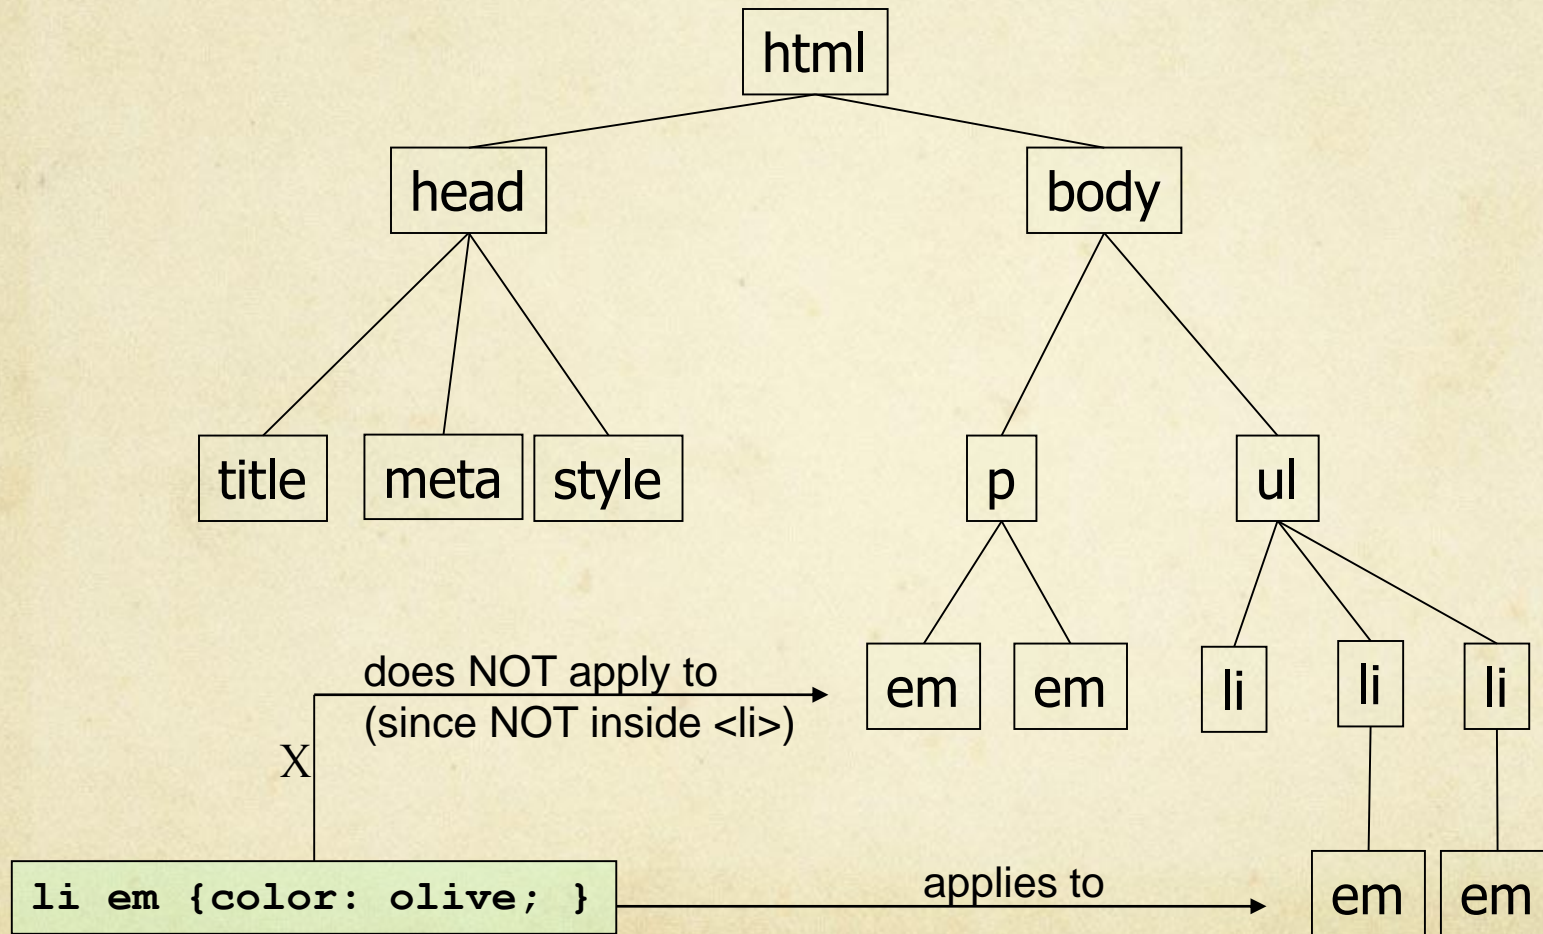 html
head
body
title
meta
style
p
ul
em
em
li
li
li
does NOT apply to
(since NOT inside <li>)
X
li em {color: olive; }
applies to
em
em